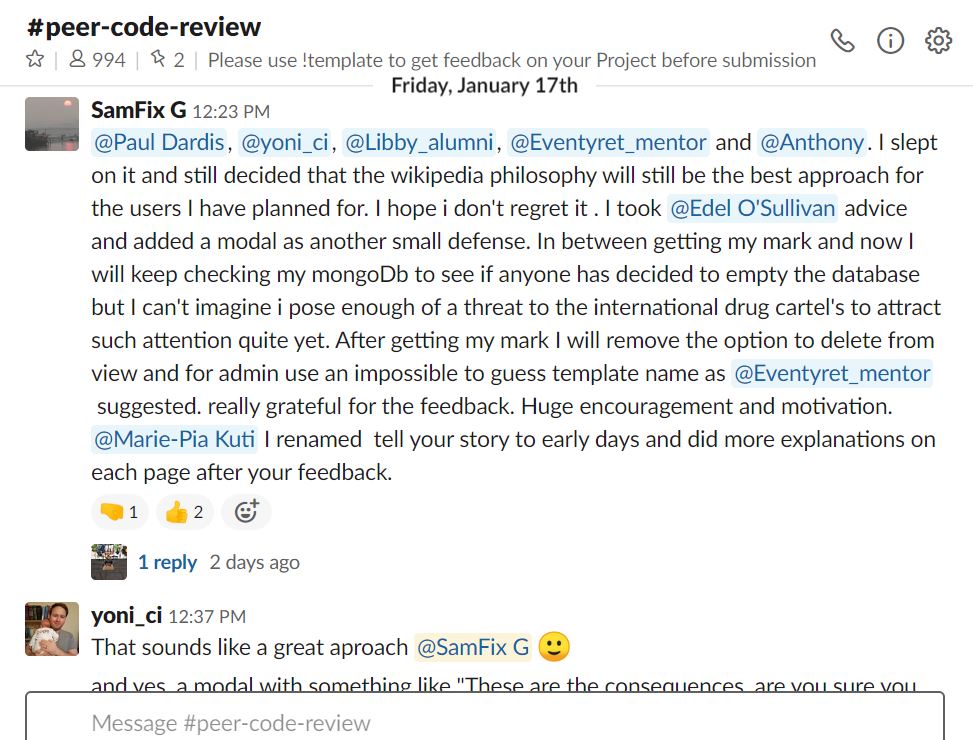 #peer-code-review
994 | 2 | Please use !template to get feedback on your Project before submission
Friday, January 17th
SamFix G 12:23 PM
@Paul Dardis, @yoni_ci, @Libby_alumni, @Eventyret_mentor and @Anthony. I slept
on it and still decided that the wikipedia philosophy will still be the best approach for
the users I have planned for. I hope i don't regret it . I took @Edel O'Sullivan advice
and added a modal as another small defense. In between getting my mark and now I
will keep checking my mongoDb to see if anyone has decided to empty the database
but I can't imagine i pose enough of a threat to the international drug cartel's to attract
such attention quite yet. After getting my mark I will remove the option to delete from
view and for admin use an impossible to guess template name as @Eventyret_mentor
suggested. really grateful for the feedback. Huge encouragement and motivation.
@Marie-Pia Kuti I renamed  tell your story to early days and did more explanations on
each page after your feedback.
1 2
1 reply 2 days ago
yoni_ci 12:37 PM
That sounds like a great aproach @SamFix G
and yes, a modal with something like "These are the consequences, are you sure you
Message #peer-code-review